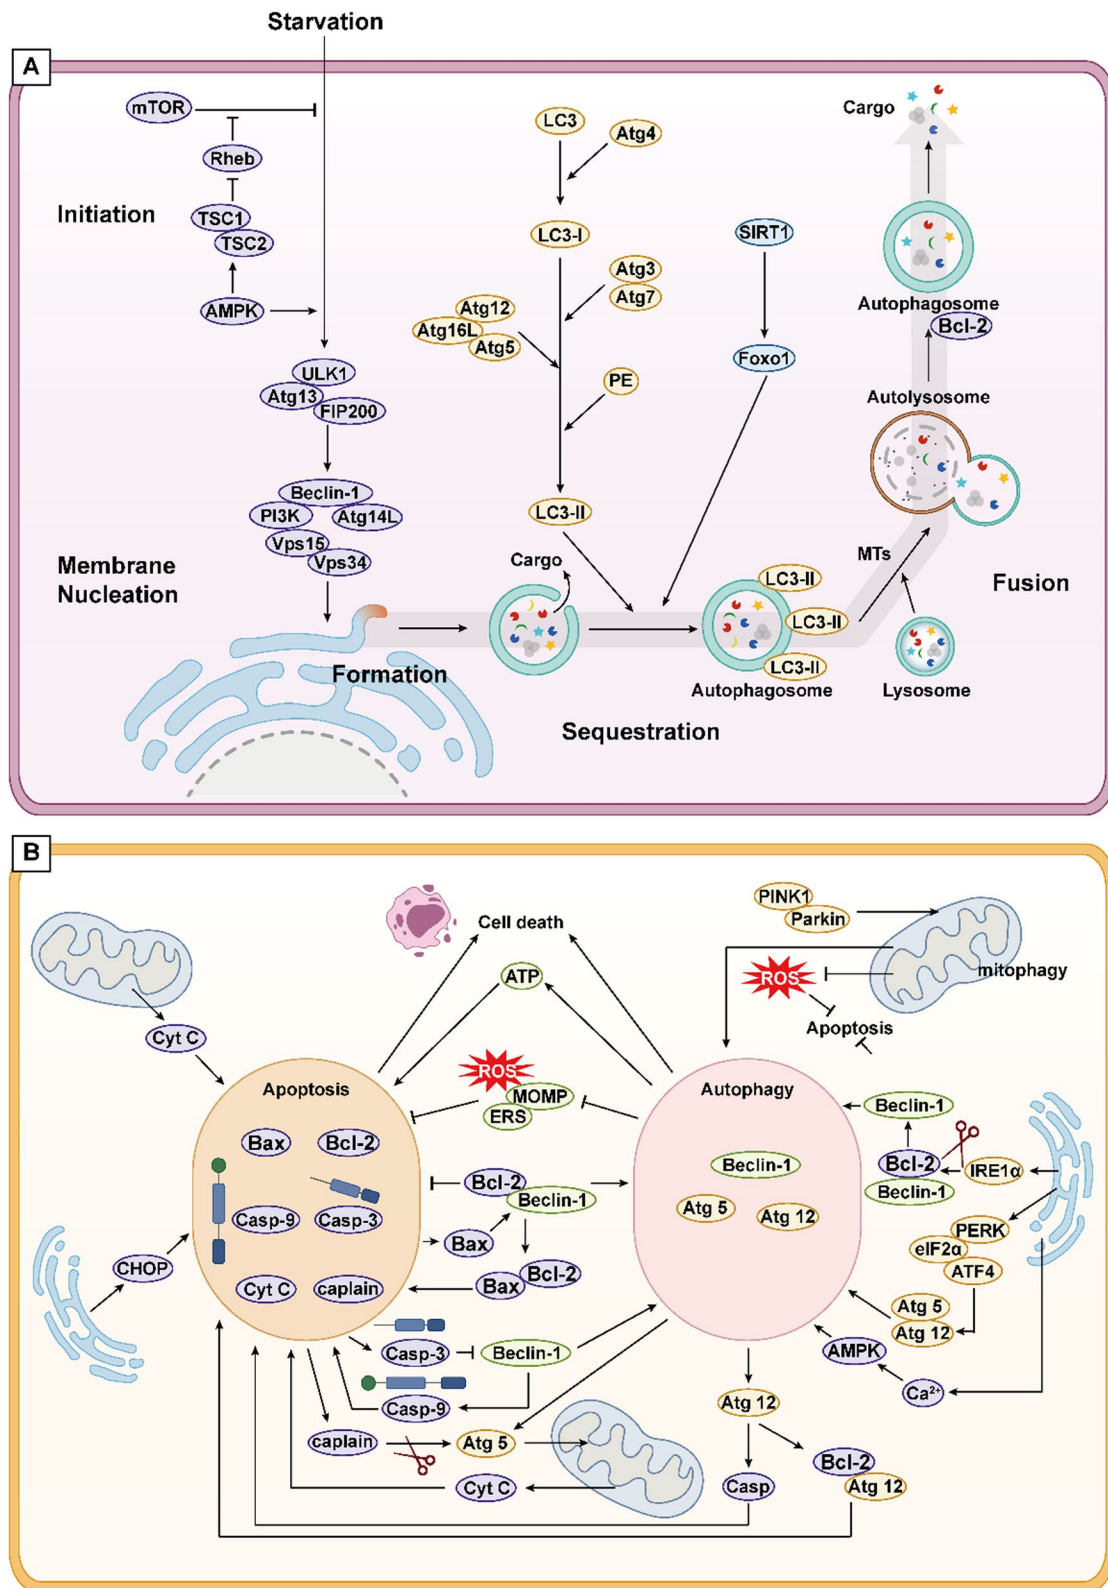 Starvation
A
mTOR
Rheb
Initiation
TSC1
TSC2
AMPK
ULK1
Atg13
FIP200
Beclin-1
PI3K
Atg14L
Vps15
Vps34
Membrane
Nucleation
Formation
LC3
Atg4
LC3-I
Atg3
Atg7
Atg12
Atg16L
Atg5
PE
LC3-II
Cargo
SIRT1
Foxo1
LC3-II
LC3-II
LC3-II
Autophagosome
Sequestration
Cargo
Autophagosome
Bcl-2
Autolysosome
MTs
Fusion
Lysosome
B
Cell death
ATP
PINK1
Parkin
mitophagy
ROS
Apoptosis
Cyt C
Apoptosis
Bax
Bcl-2
Casp-9
Casp-3
Cyt C
caplain
CHOP
ROS
MOMP
ERS
Bcl-2
Beclin-1
Bax
Bcl-2
Bax
Casp-3
Beclin-1
Casp-9
caplain
Atg 5
Cyt C
Autophagy
Beclin-1
Atg 5
Atg 12
Beclin-1
Bcl-2
IRE1α
Beclin-1
PERK
eIF2α
ATF4
Atg 5
Atg 12
AMPK
Ca²⁺
Atg 12
Casp
Bcl-2
Atg 12